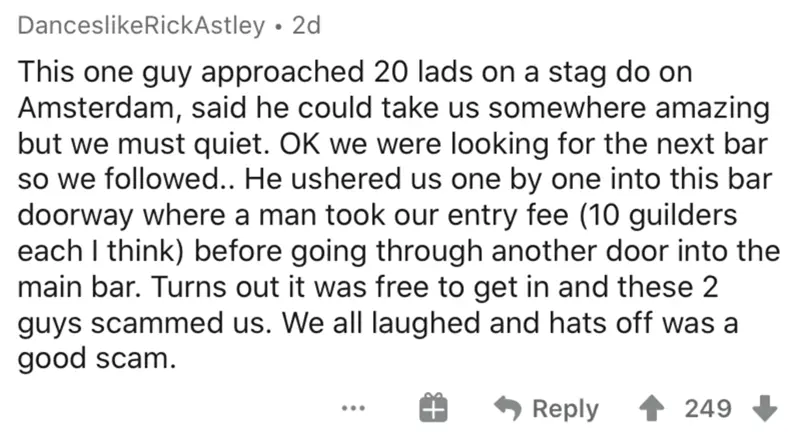 DanceslikeRickAstley • 2d
This one guy approached 20 lads on a stag do on
Amsterdam, said he could take us somewhere amazing
but we must quiet. OK we were looking for the next bar
so we followed.. He ushered us one by one into this bar
doorway where a man took our entry fee (10 guilders
each I think) before going through another door into the
main bar. Turns out it was free to get in and these 2
guys scammed us. We all laughed and hats off was a
good scam.
... Reply 249